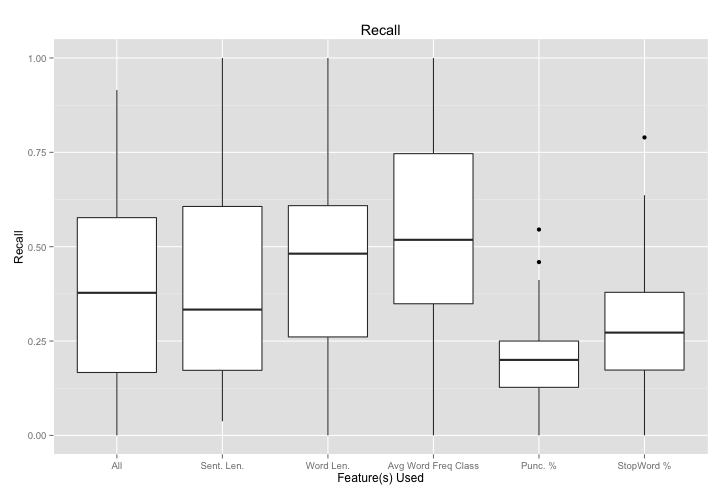 Recall
1.00
0.75
0.50
0.25
0.00
Recall
All Sent. Len. Word Len. Avg Word Freq Class Punc. % StopWord %
Feature(s) Used